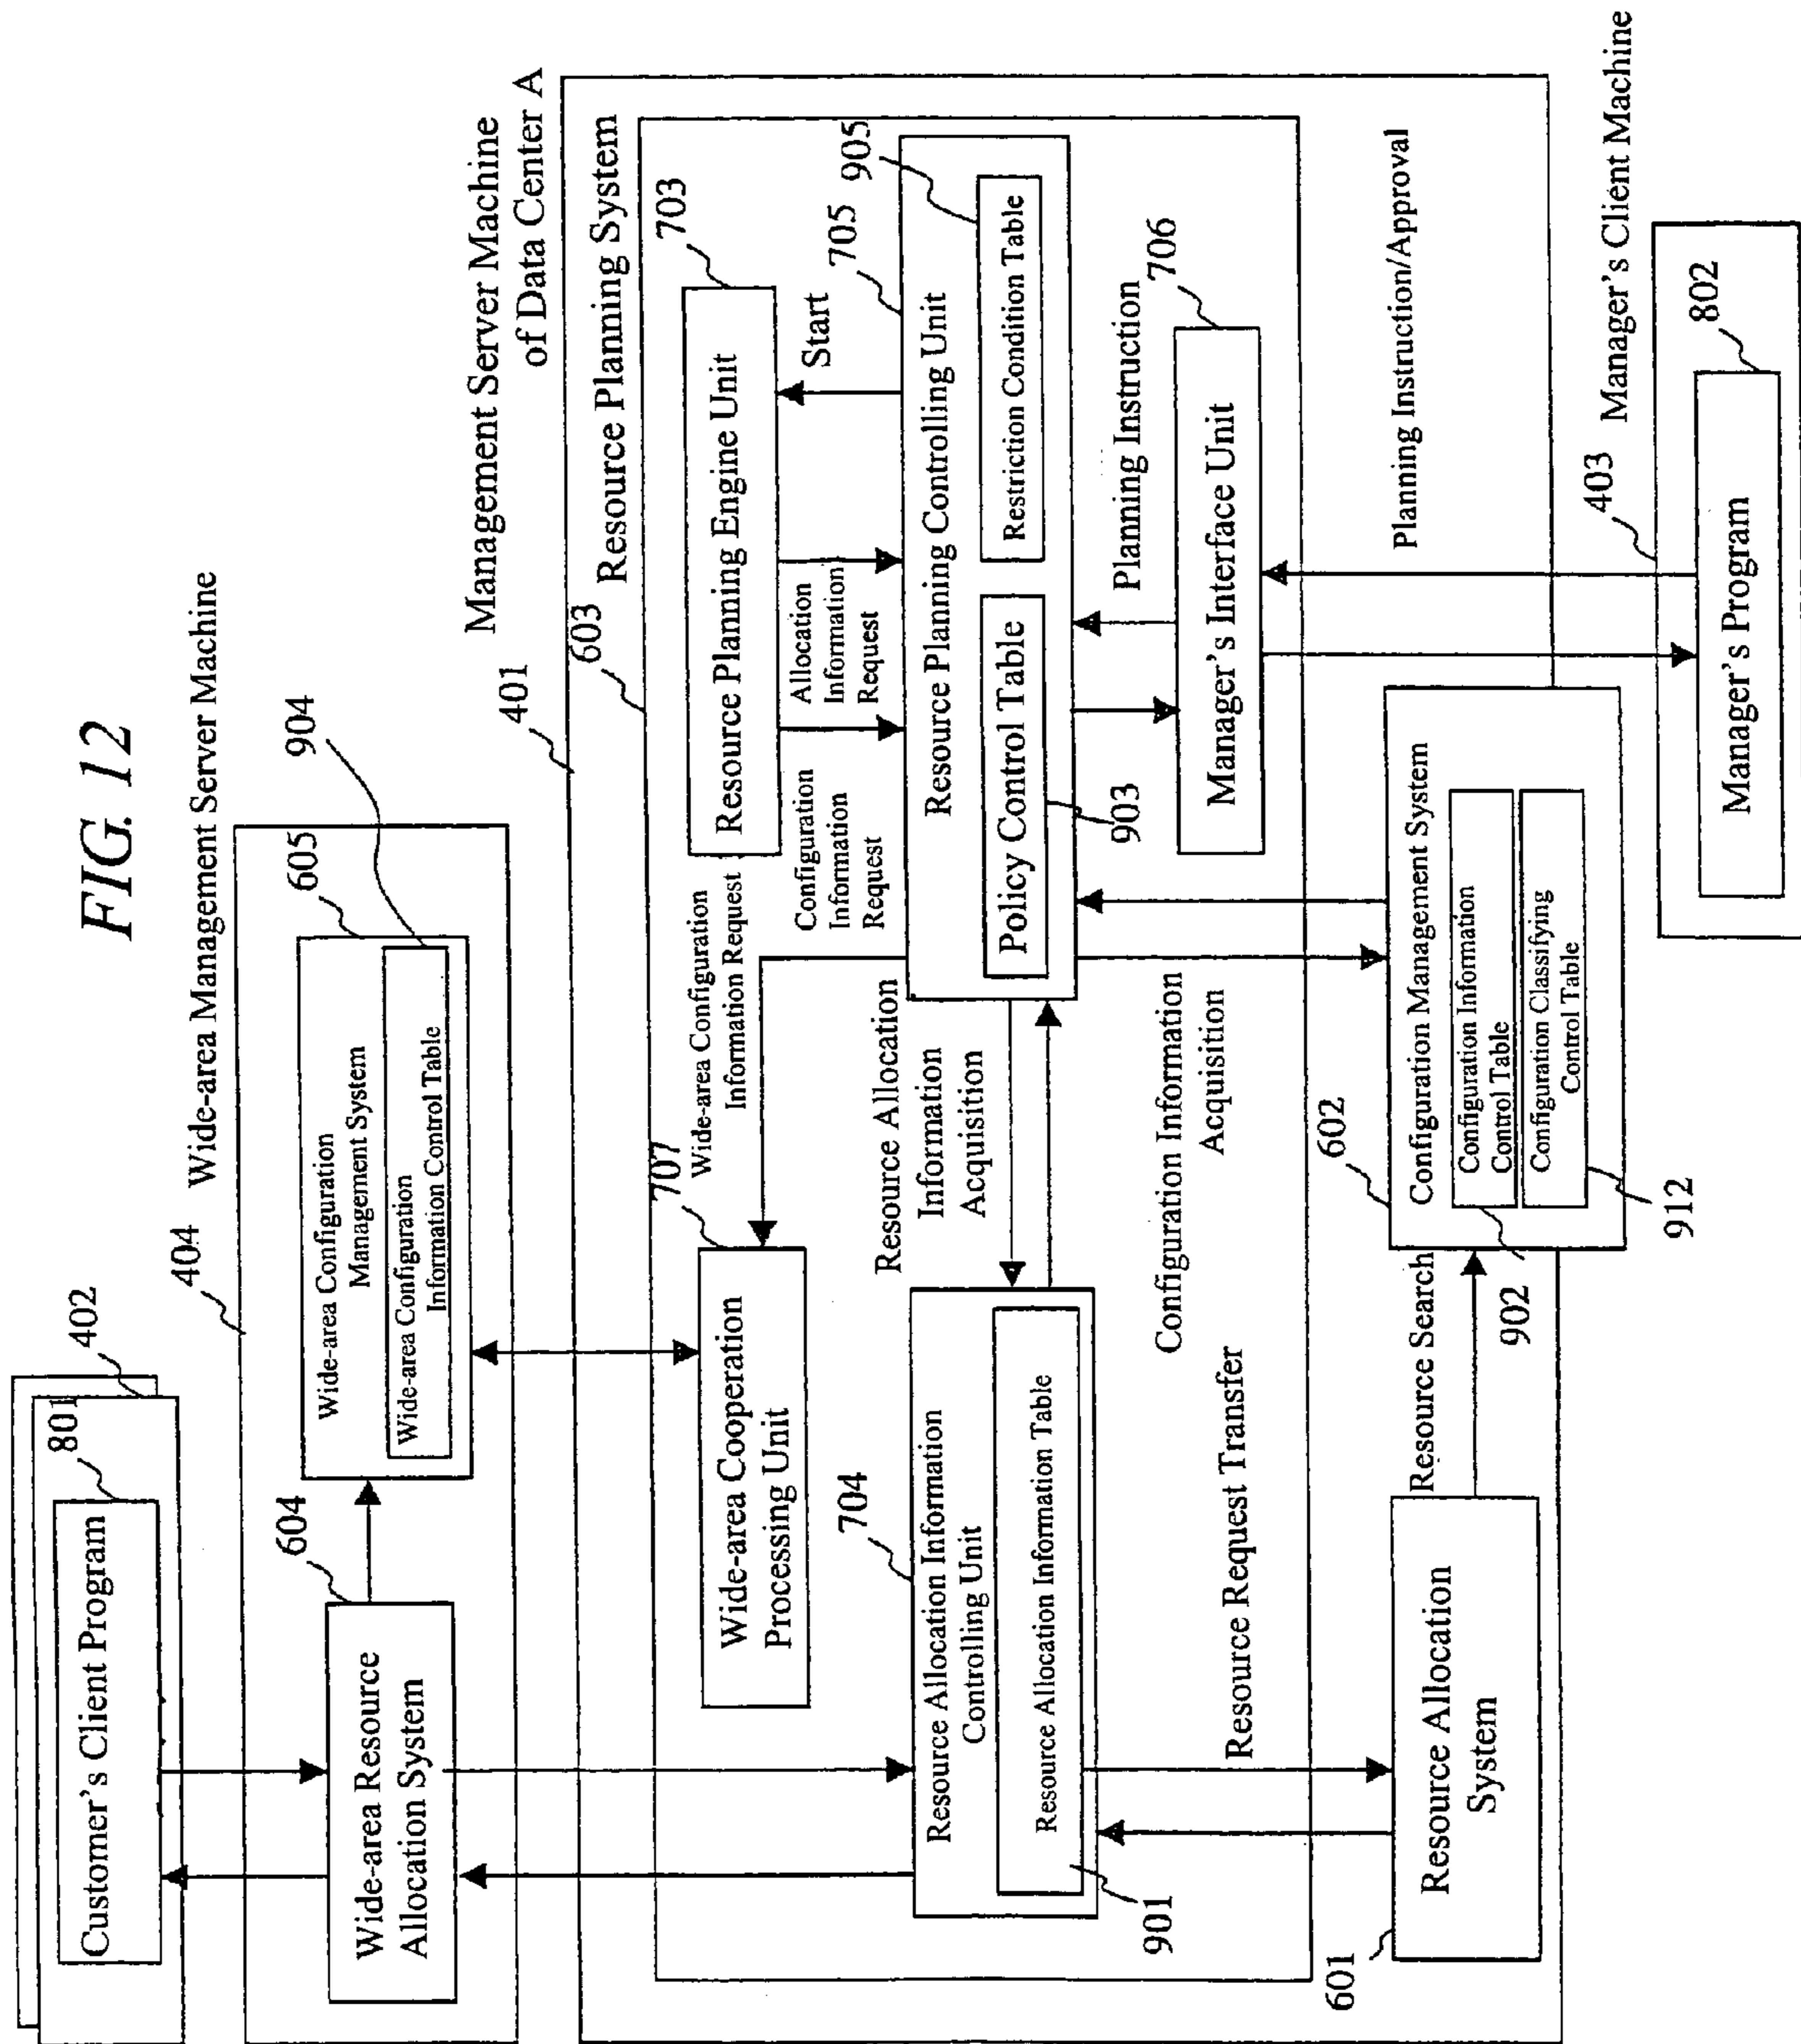 FIG. 12
402
801
Customer's Client Program
404
Wide-area Management Server Machine
604
Wide-area Resource
Allocation System
605
904
Wide-area Configuration
Management System
Wide-area Configuration
Information Control Table
401
Management Server Machine
of Data Center A
603
Resource Planning System
707
Wide-area Cooperation
Processing Unit
Wide-area Configuration
Information Request
703
Resource Planning Engine Unit
Configuration
Information
Request
Allocation
Information
Request
Start
704
Resource Allocation Information
Controlling Unit
Resource Allocation Information Table
901
Resource Allocation
Information
Acquisition
705
Resource Planning Controlling Unit
Policy Control Table
903
Restriction Condition Table
905
Planning Instruction
706
Manager's Interface Unit
Configuration Information
Acquisition
Resource Request Transfer
601
Resource Allocation
System
Resource Search
602
Configuration Management System
Configuration Information
Control Table
Configuration Classifying
Control Table
902
912
Planning Instruction/Approval
403
Manager's Client Machine
802
Manager's Program